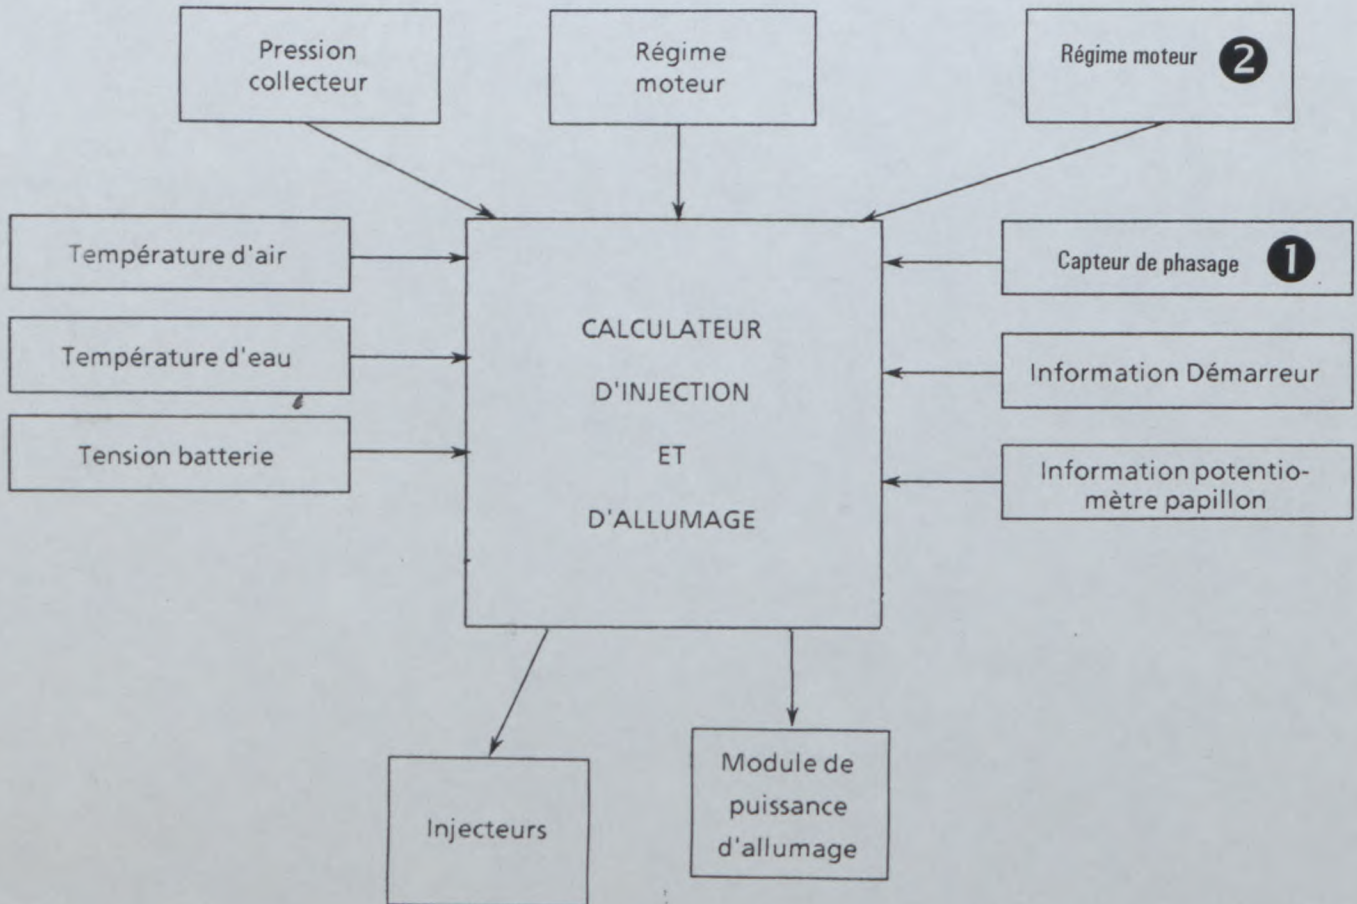 Pression
collecteur
Régime
moteur
Régime moteur 2
Température d'air
Température d'eau
Tension batterie
CALCULATEUR
D'INJECTION
ET
D'ALLUMAGE
Capteur de phasage 1
Information Démarreur
Information potentio-
mètre papillon
Injecteurs
Module de
puissance
d'allumage